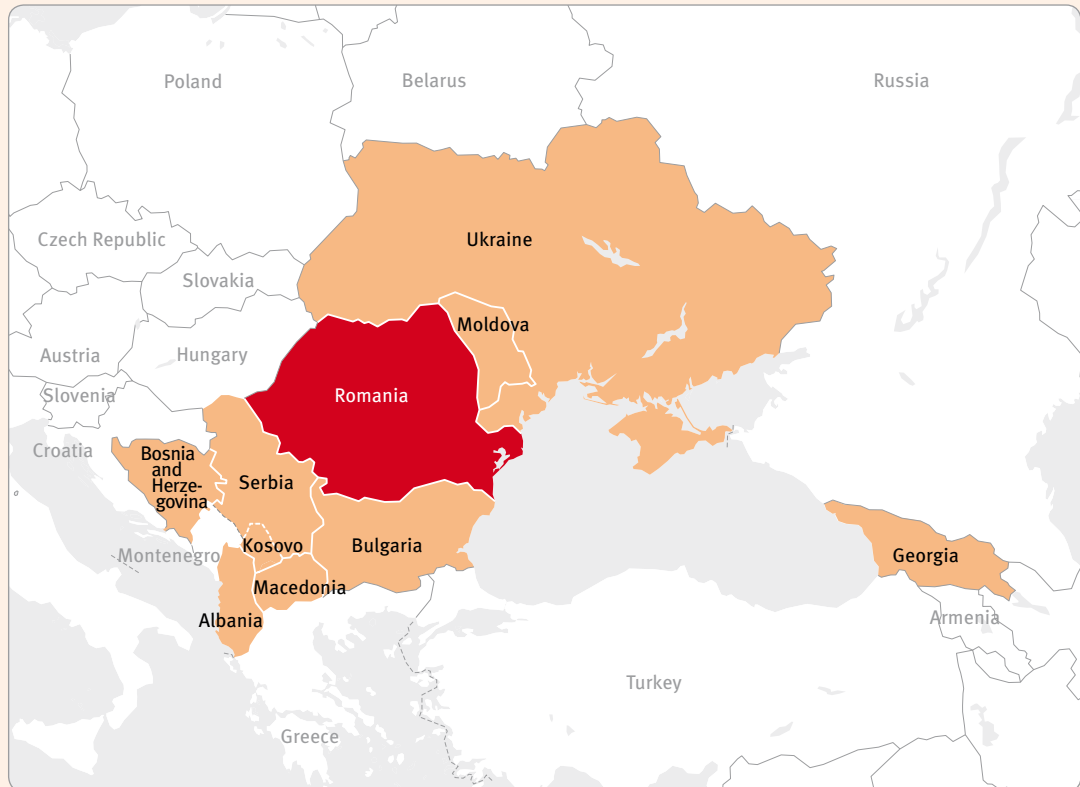 Poland
Belarus
Russia
Czech Republic
Ukraine
Slovakia
Moldova
Austria
Hungary
Slovenia
Romania
Croatia
Bosnia
and
Herze-
govina
Serbia
Montenegro
Kosovo
Bulgaria
Georgia
Macedonia
Albania
Armenia
Turkey
Greece